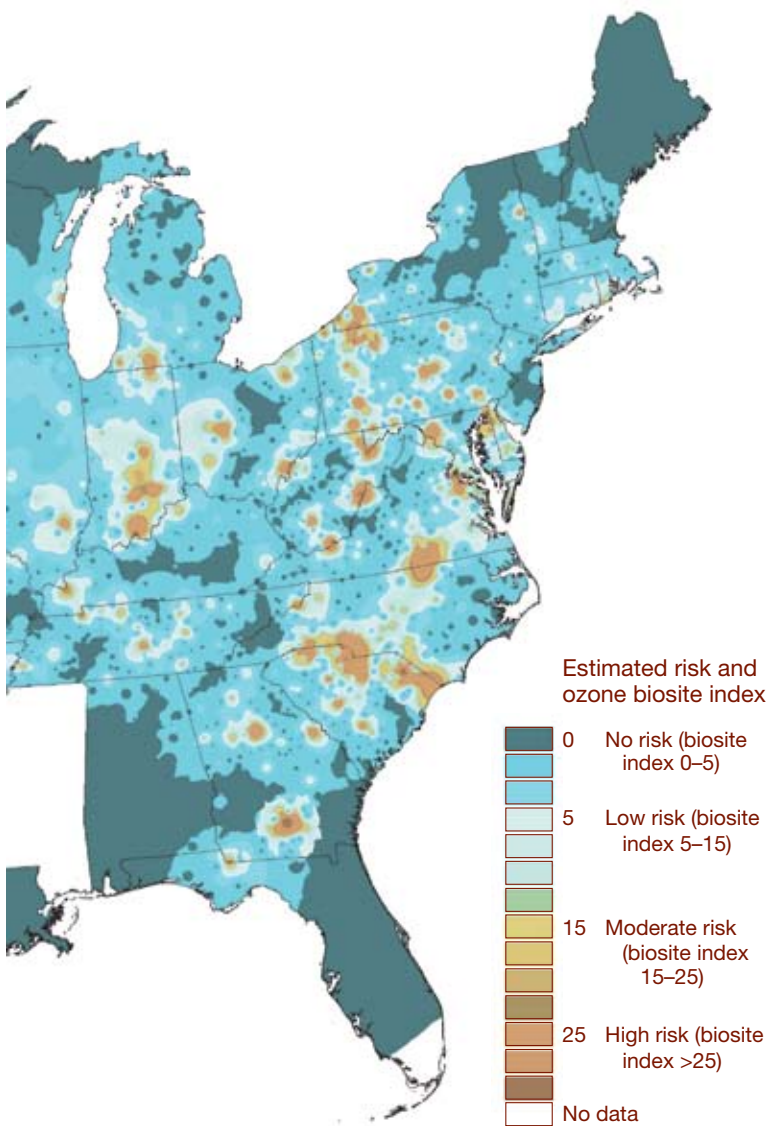 Estimated risk and
ozone biosite index
0 No risk (biosite
index 0–5)
5 Low risk (biosite
index 5–15)
15 Moderate risk
(biosite index
15–25)
25 High risk (biosite
index >25)
No data